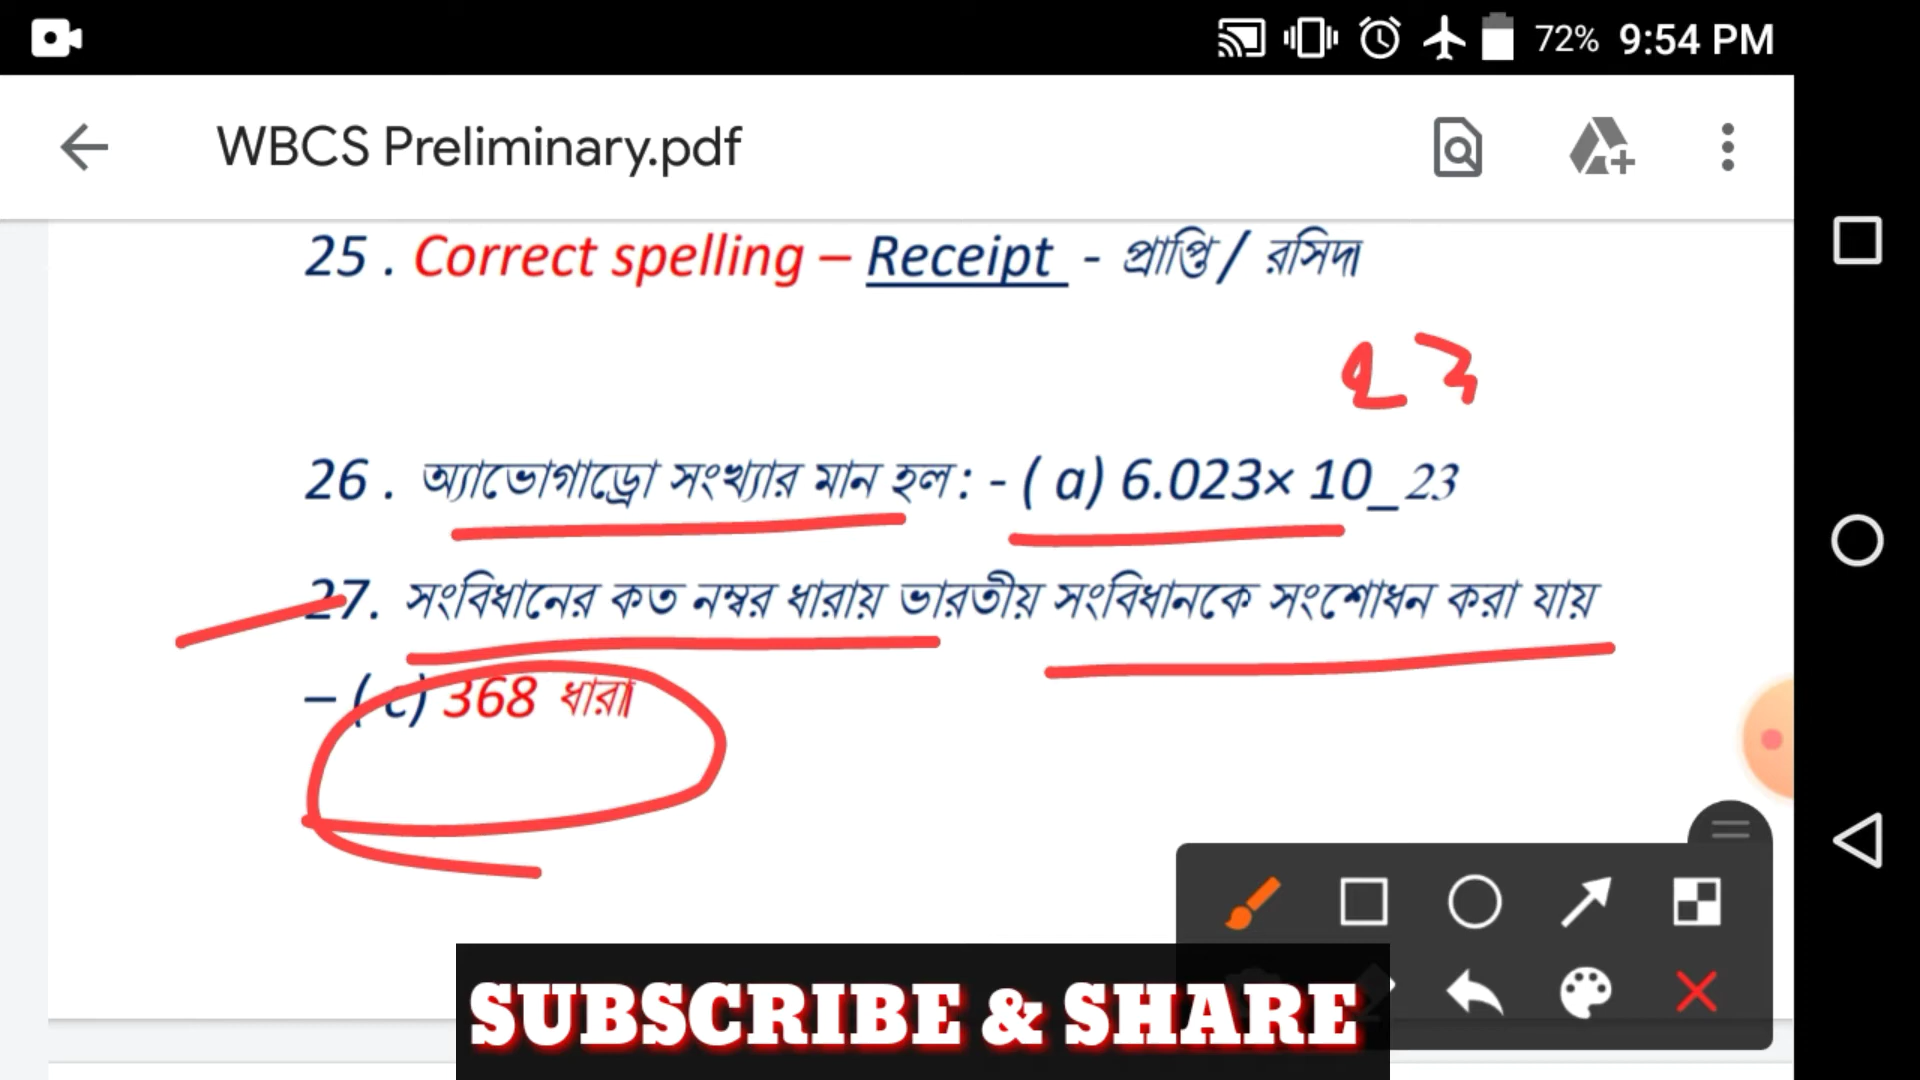 72% 9:54 PM
WBCS Preliminary.pdf
25 . Correct spelling – Receipt - প্রাপ্তি / রসিদ।
23
26 . অ্যাভোগাড্রো সংখ্যার মান হল : - ( a) 6.023× 10_23
27. সংবিধানের কত নম্বর ধারায় ভারতীয় সংবিধানকে সংশোধন করা যায়
– ( c) 368 ধারা।
SUBSCRIBE & SHARE